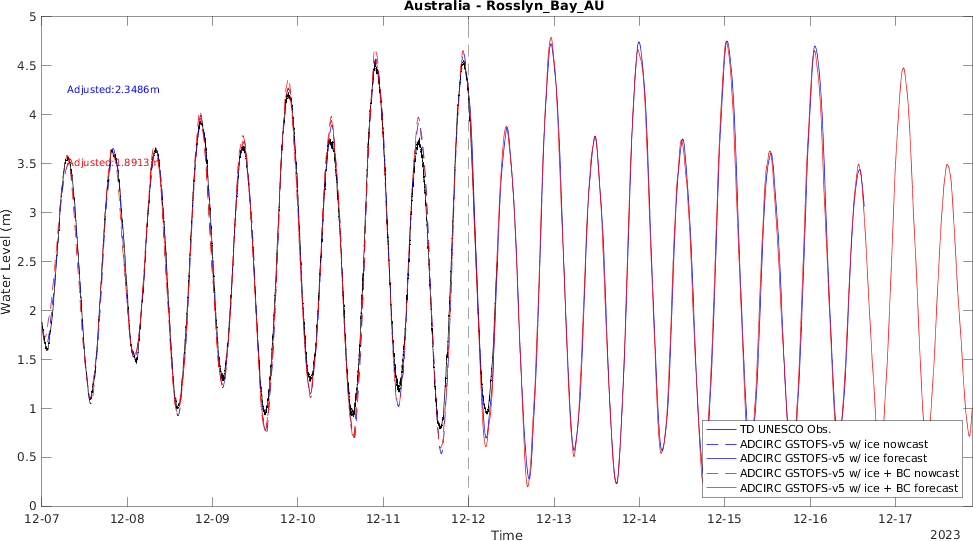 Australia - Rosslyn_Bay_AU
5
4.5
4
3.5
3
2.5
2
1.5
1
0.5
0
Water Level (m)
Adjusted:2.3486m
Adjusted:1.8913m
TD UNESCO Obs.
ADCIRC GSTOFS-v5 w/ ice nowcast
ADCIRC GSTOFS-v5 w/ ice forecast
ADCIRC GSTOFS-v5 w/ ice + BC nowcast
ADCIRC GSTOFS-v5 w/ ice + BC forecast
12-07 12-08 12-09 12-10 12-11 12-12 12-13 12-14 12-15 12-16 12-17
Time
2023